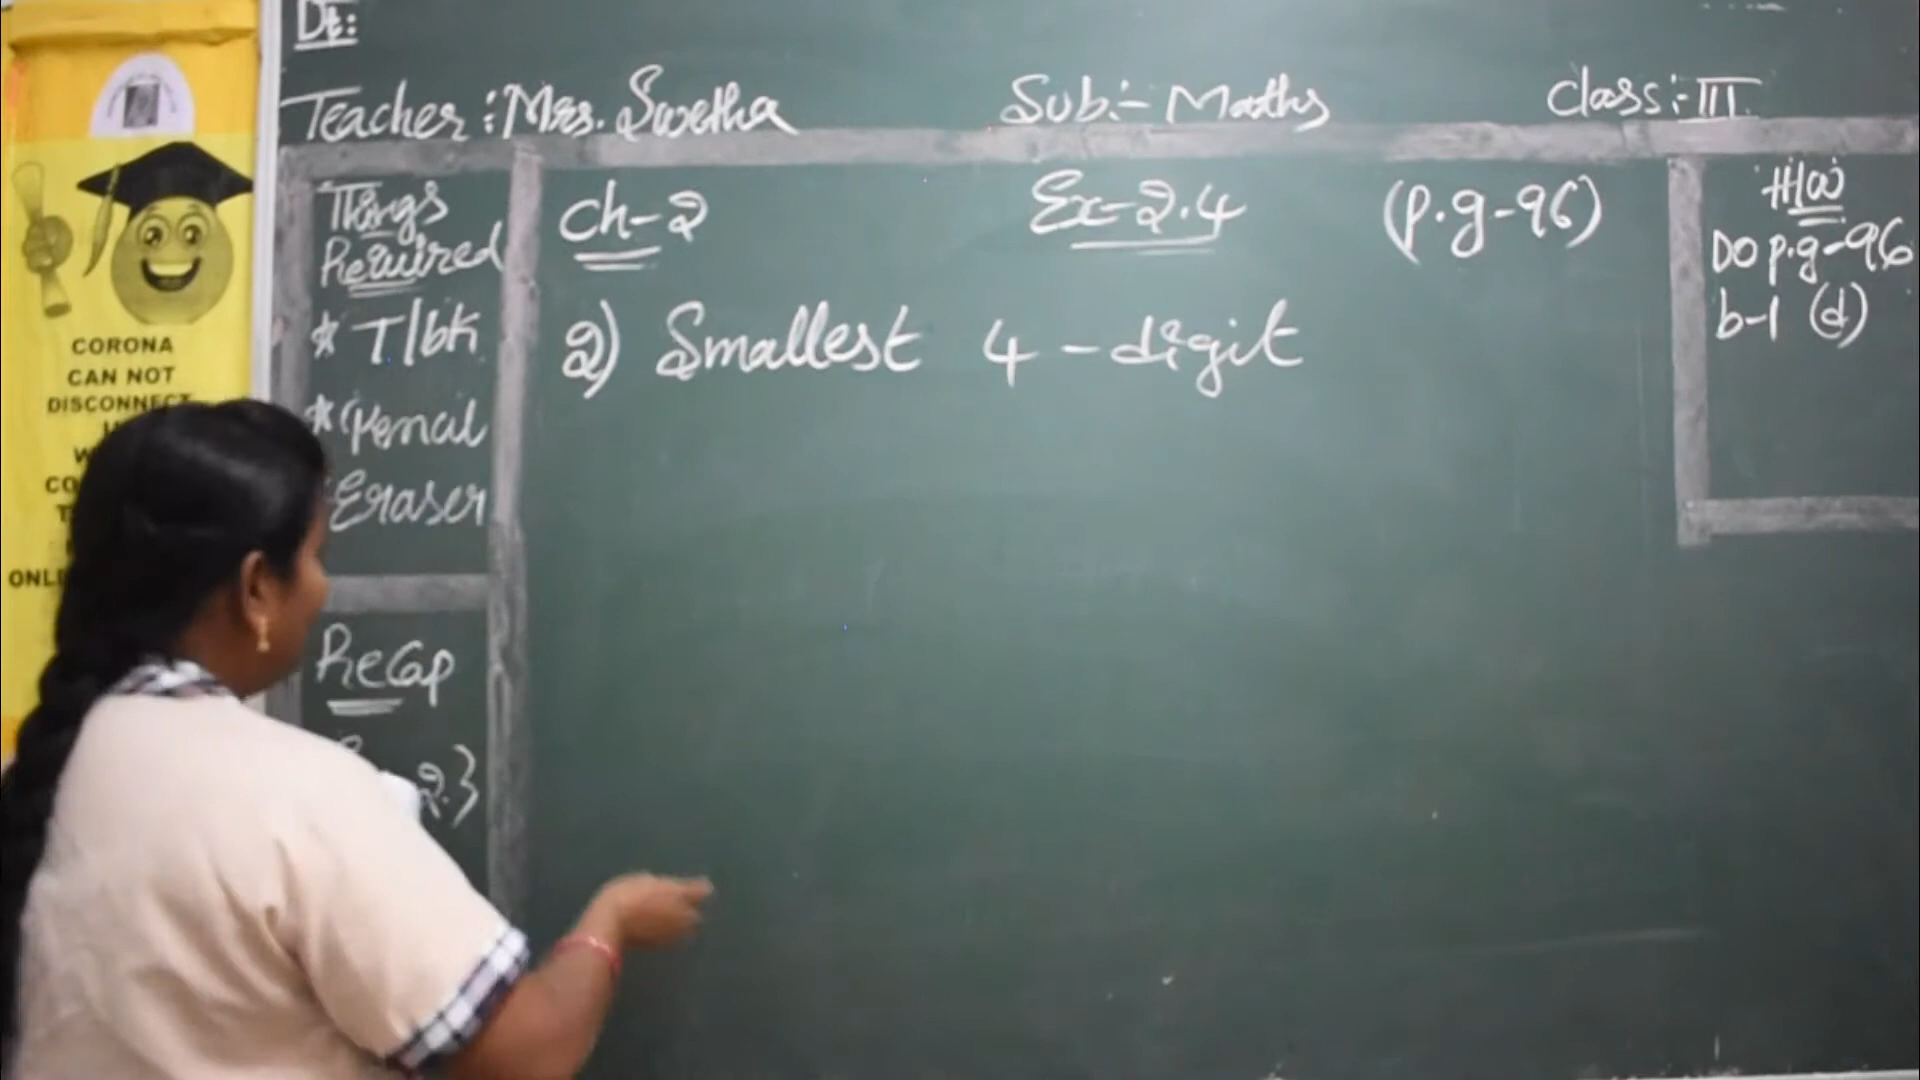 Dt:
Teacher : Mrs. Swetha Sub:- Maths Class:- III
Things
Required
* T/bk
* Pencil
Eraser
Recap
2.3
Ch-2 Ex-2.4 (p.g-96)
2) Smallest 4-digit
H/W
DO p.g-96
b-1 (d)
CORONA
CAN NOT
DISCONNECT